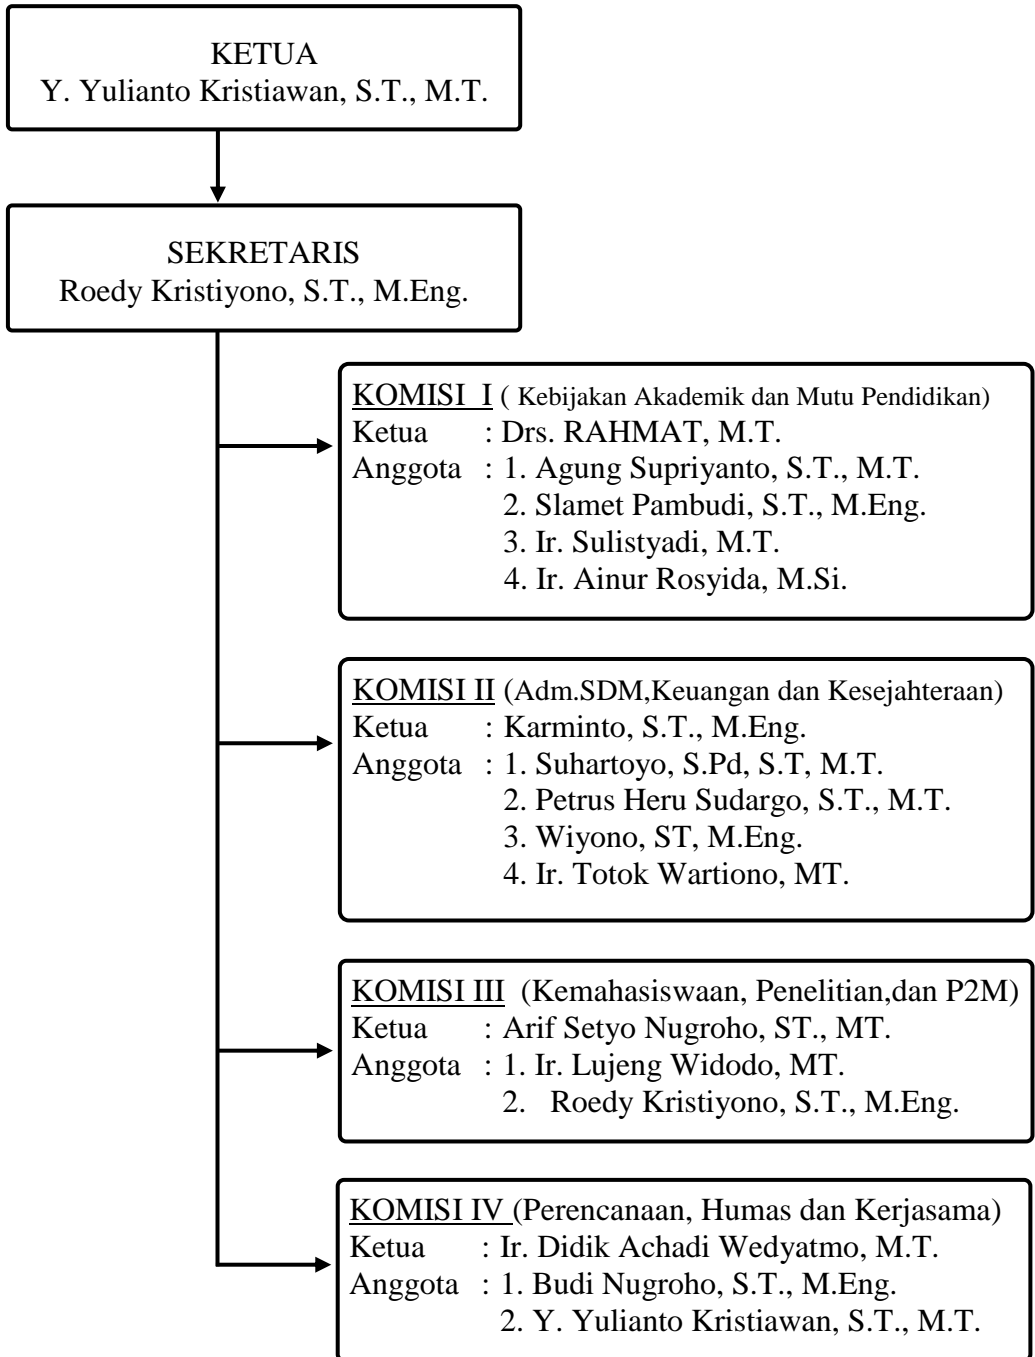 KETUA
Y. Yulianto Kristiawan, S.T., M.T.
SEKRETARIS
Roedy Kristiyono, S.T., M.Eng.
KOMISI I ( Kebijakan Akademik dan Mutu Pendidikan)
Ketua : Drs. RAHMAT, M.T.
Anggota : 1. Agung Supriyanto, S.T., M.T.
2. Slamet Pambudi, S.T., M.Eng.
3. Ir. Sulistyadi, M.T.
4. Ir. Ainur Rosyida, M.Si.
KOMISI II (Adm.SDM,Keuangan dan Kesejahteraan)
Ketua : Karminto, S.T., M.Eng.
Anggota : 1. Suhartoyo, S.Pd, S.T, M.T.
2. Petrus Heru Sudargo, S.T., M.T.
3. Wiyono, ST, M.Eng.
4. Ir. Totok Wartiono, MT.
KOMISI III (Kemahasiswaan, Penelitian,dan P2M)
Ketua : Arif Setyo Nugroho, ST., MT.
Anggota : 1. Ir. Lujeng Widodo, MT.
2. Roedy Kristiyono, S.T., M.Eng.
KOMISI IV (Perencanaan, Humas dan Kerjasama)
Ketua : Ir. Didik Achadi Wedyatmo, M.T.
Anggota : 1. Budi Nugroho, S.T., M.Eng.
2. Y. Yulianto Kristiawan, S.T., M.T.